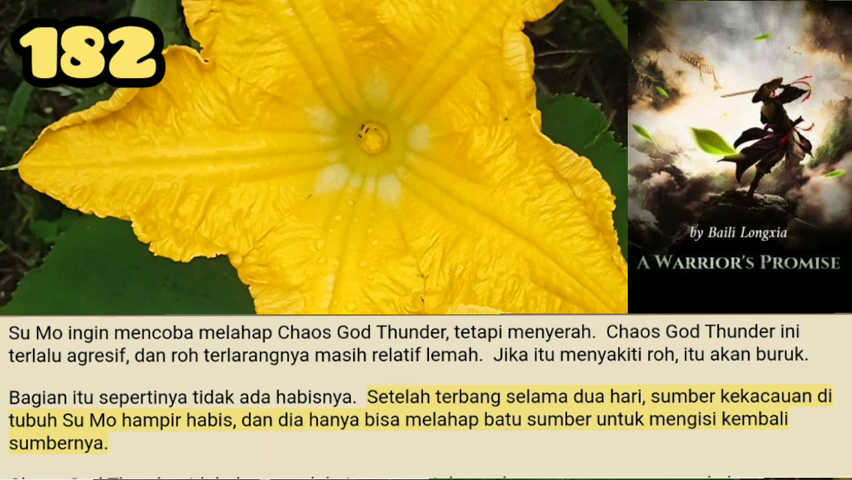 182
by Baili Longxia
A WARRIOR'S PROMISE
Su Mo ingin mencoba melahap Chaos God Thunder, tetapi menyerah.  Chaos God Thunder ini
terlalu agresif, dan roh terlarangnya masih relatif lemah.  Jika itu menyakiti roh, itu akan buruk.
Bagian itu sepertinya tidak ada habisnya.  Setelah terbang selama dua hari, sumber kekacauan di
tubuh Su Mo hampir habis, dan dia hanya bisa melahap batu sumber untuk mengisi kembali
sumbernya.